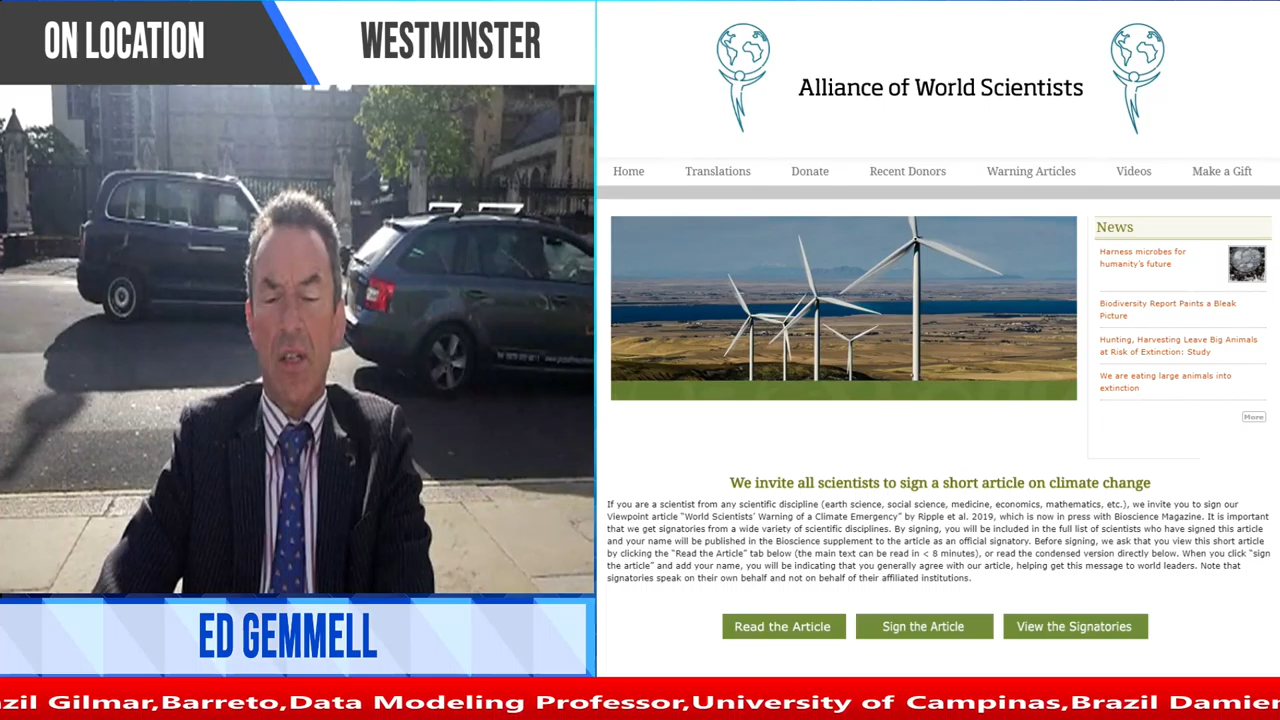 ON LOCATION
WESTMINSTER
ED GEMMELL
Alliance of World Scientists
Home
Translations
Donate
Recent Donors
Warning Articles
Videos
Make a Gift
News
Harness microbes for
humanity's future
Biodiversity Report Paints a Bleak
Picture
Hunting, Harvesting Leave Big Animals
at Risk of Extinction: Study
We are eating large animals into
extinction
More
We invite all scientists to sign a short article on climate change
If you are a scientist from any scientific discipline (earth science, social science, medicine, economics, mathematics, etc.), we invite you to sign our
Viewpoint article "World Scientists' Warning of a Climate Emergency" by Ripple et al. 2019, which is now in press with Bioscience Magazine. It is important
that we get signatories from a wide variety of scientific disciplines. By signing, you will be included in the full list of scientists who have signed this article
and your name will be published in the Bioscience supplement to the article as an official signatory. Before signing, we ask that you view this short article
by clicking the "Read the Article" tab below (the main text can be read in < 8 minutes), or read the condensed version directly below. When you click "sign
the article" and add your name, you will be indicating that you generally agree with our article, helping get this message to world leaders. Note that
signatories speak on their own behalf and not on behalf of their affiliated institutions.
Read the Article
Sign the Article
View the Signatories
zil Gilmar,Barreto,Data Modeling Professor,University of Campinas,Brazil Damien